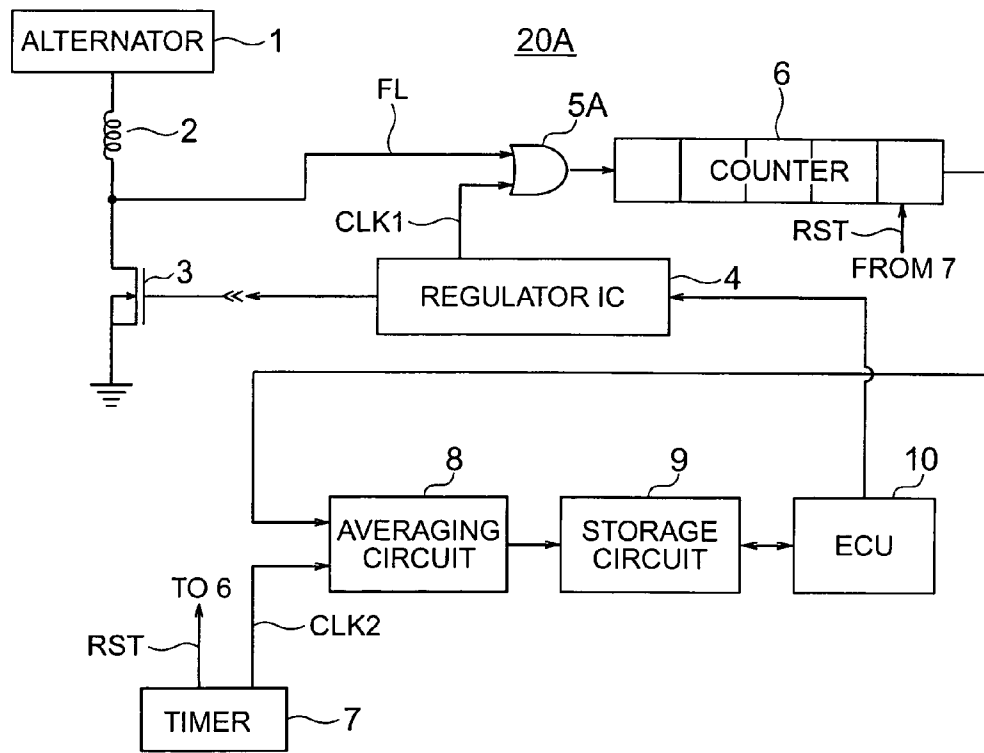 ALTERNATOR
1
20A
2
FL
5A
6
COUNTER
CLK1
RST
FROM 7
3
REGULATOR IC
4
8
9
10
AVERAGING
CIRCUIT
STORAGE
CIRCUIT
ECU
TO 6
RST
CLK2
TIMER
7